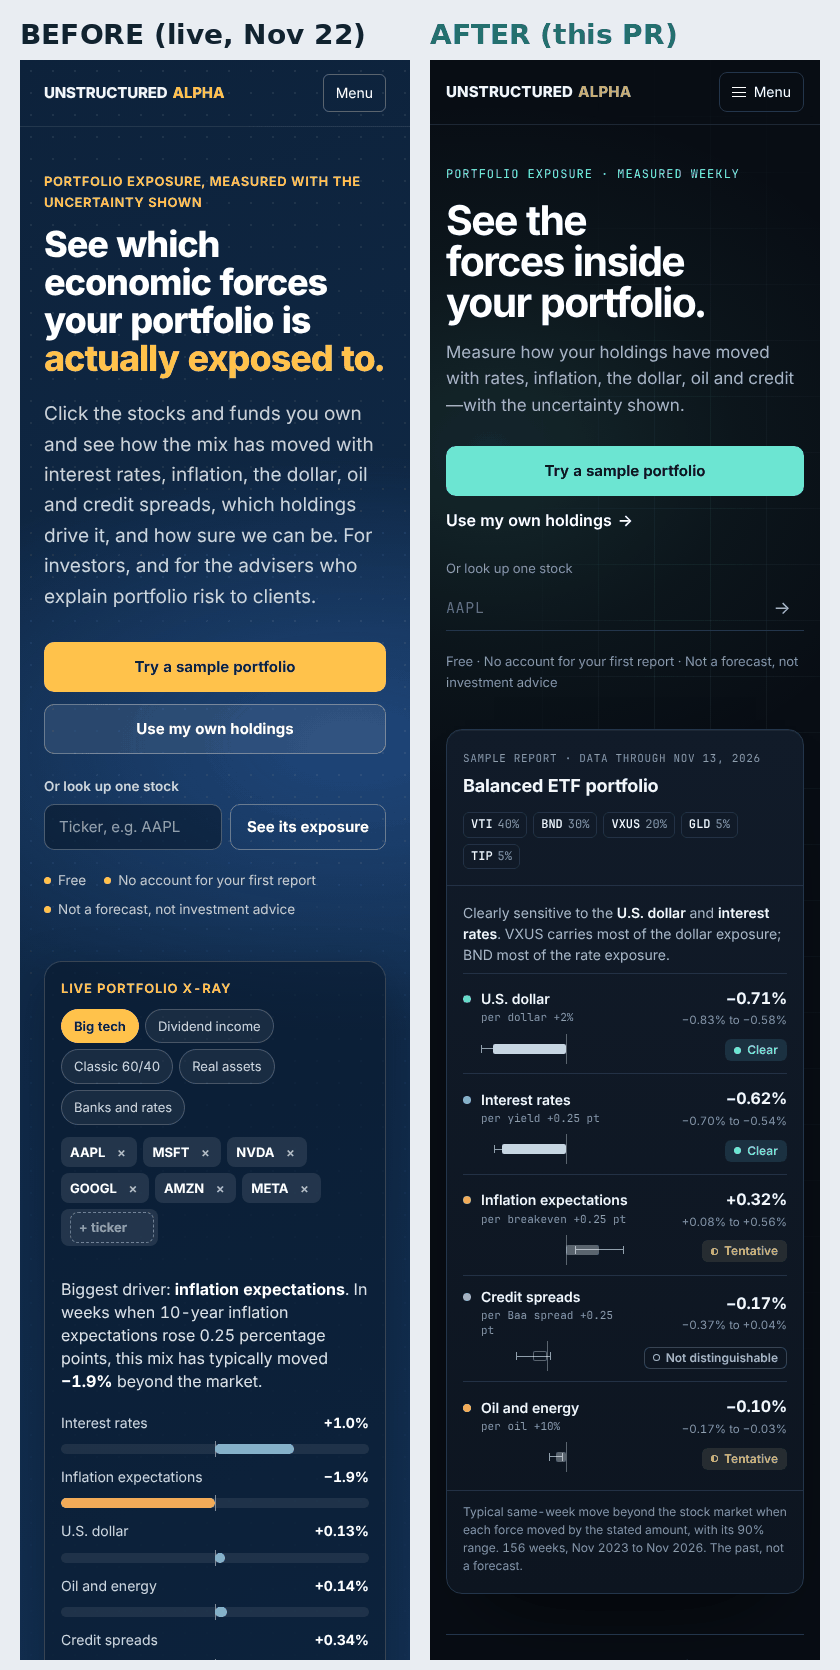 BEFORE (live, Nov 22)
UNSTRUCTURED ALPHA
Menu
PORTFOLIO EXPOSURE, MEASURED WITH THE
UNCERTAINTY SHOWN
See which
economic forces
your portfolio is
actually exposed to.
Click the stocks and funds you own
and see how the mix has moved with
interest rates, inflation, the dollar, oil
and credit spreads, which holdings
drive it, and how sure we can be. For
investors, and for the advisers who
explain portfolio risk to clients.
Try a sample portfolio
Use my own holdings
Or look up one stock
Ticker, e.g. AAPL
See its exposure
Free
No account for your first report
Not a forecast, not investment advice
LIVE PORTFOLIO X-RAY
Big tech
Dividend income
Classic 60/40
Real assets
Banks and rates
AAPL ×
MSFT ×
NVDA ×
GOOGL ×
AMZN ×
META ×
+ ticker
Biggest driver: inflation expectations. In
weeks when 10-year inflation
expectations rose 0.25 percentage
points, this mix has typically moved
−1.9% beyond the market.
Interest rates +1.0%
Inflation expectations −1.9%
U.S. dollar +0.13%
Oil and energy +0.14%
Credit spreads +0.34%
AFTER (this PR)
UNSTRUCTURED ALPHA
Menu
PORTFOLIO EXPOSURE · MEASURED WEEKLY
See the
forces inside
your portfolio.
Measure how your holdings have moved
with rates, inflation, the dollar, oil and credit
—with the uncertainty shown.
Try a sample portfolio
Use my own holdings →
Or look up one stock
AAPL →
Free · No account for your first report · Not a forecast, not
investment advice
SAMPLE REPORT · DATA THROUGH NOV 13, 2026
Balanced ETF portfolio
VTI 40%
BND 30%
VXUS 20%
GLD 5%
TIP 5%
Clearly sensitive to the U.S. dollar and interest
rates. VXUS carries most of the dollar exposure;
BND most of the rate exposure.
U.S. dollar −0.71%
per dollar +2% −0.83% to −0.58%
Clear
Interest rates −0.62%
per yield +0.25 pt −0.70% to −0.54%
Clear
Inflation expectations +0.32%
per breakeven +0.25 pt +0.08% to +0.56%
Tentative
Credit spreads −0.17%
per Baa spread +0.25
pt
−0.37% to +0.04%
Not distinguishable
Oil and energy −0.10%
per oil +10% −0.17% to −0.03%
Tentative
Typical same-week move beyond the stock market when
each force moved by the stated amount, with its 90%
range. 156 weeks, Nov 2023 to Nov 2026. The past, not
a forecast.